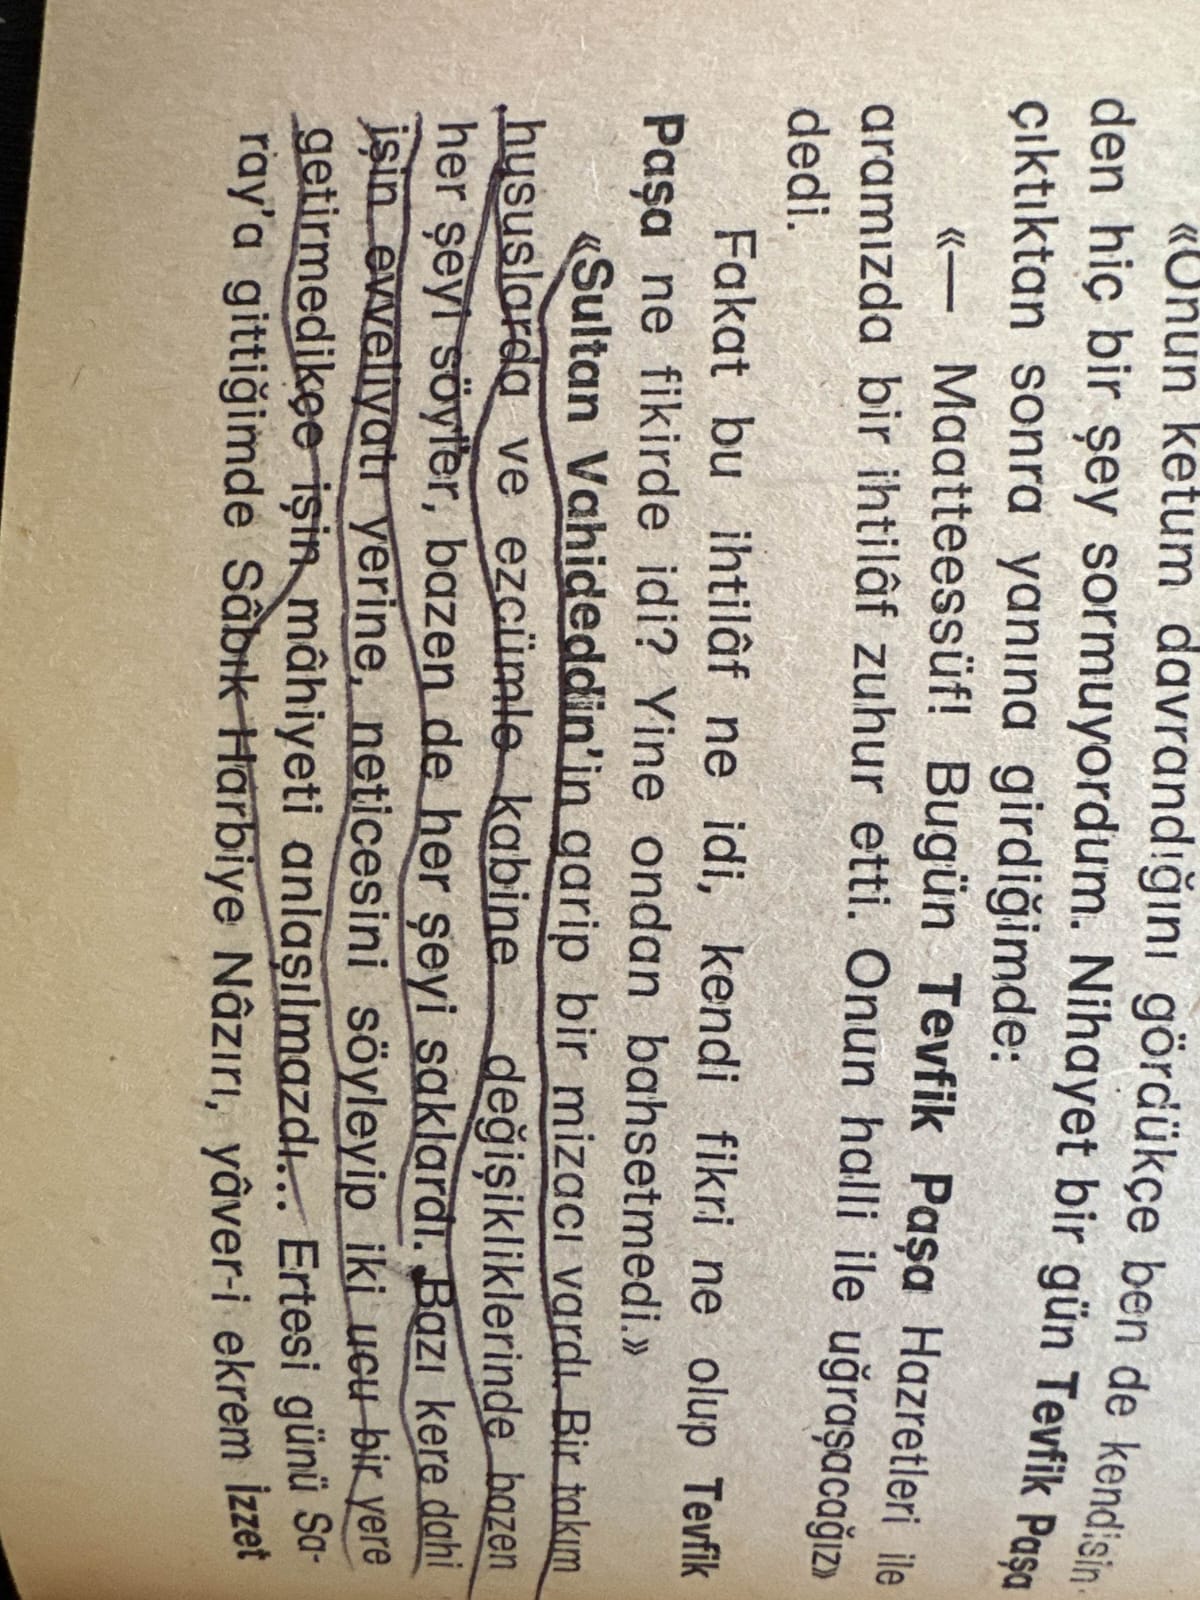 «Onun ketum davrandığını gördükçe ben de kendisin-
den hiç bir şey sormuyordum. Nihayet bir gün Tevfik Paşa
çıktıktan sonra yanına girdiğimde:
«— Maatteessüf! Bugün Tevfik Paşa Hazretleri ile
aramızda bir ihtilâf zuhur etti. Onun halli ile uğraşacağız»
dedi.
Fakat bu ihtilâf ne idi, kendi fikri ne olup Tevfik
Paşa ne fikirde idi? Yine ondan bahsetmedi.»
«Sultan Vahideddin'in garip bir mizacı vardı. Bir takım
hususlarda ve ezcümle kabine değişikliklerinde bazen
her şeyi söyler, bazen de her şeyi saklardı. Bazı kere dahi
işin evveliyatı yerine, neticesini söyleyip iki ucu bir yere
getirmedikçe işin mâhiyeti anlaşılmazdı... Ertesi günü Sa-
ray'a gittiğimde Sâbık Harbiye Nâzırı, yâver-i ekrem İzzet